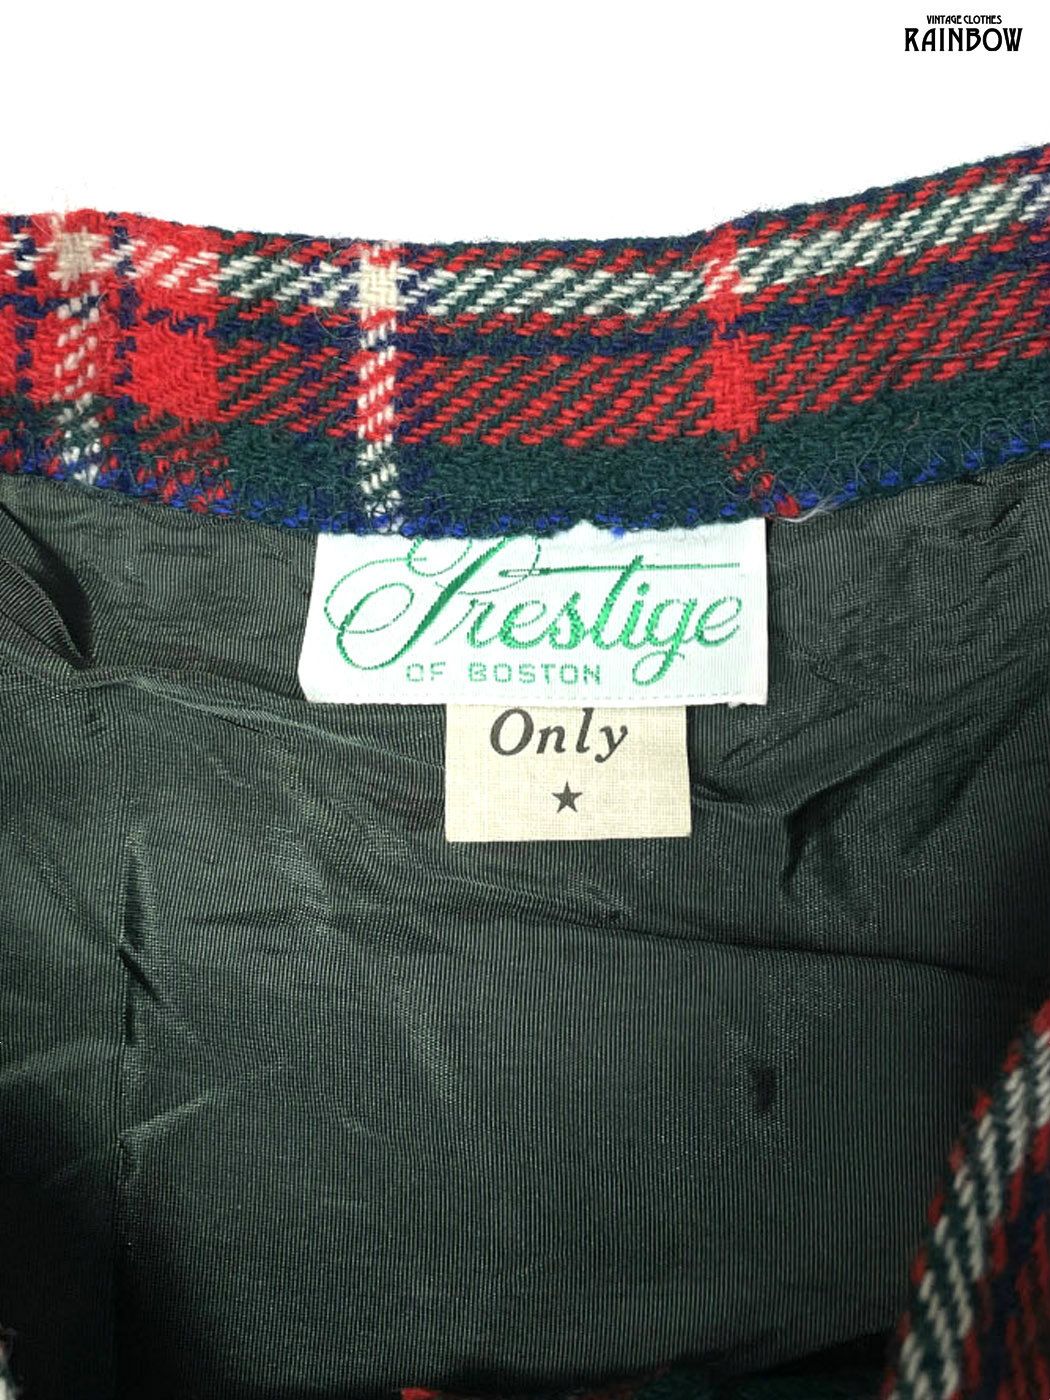 VINTAGE CLOTHES
RAINBOW
Prestige
OF BOSTON
Only
★